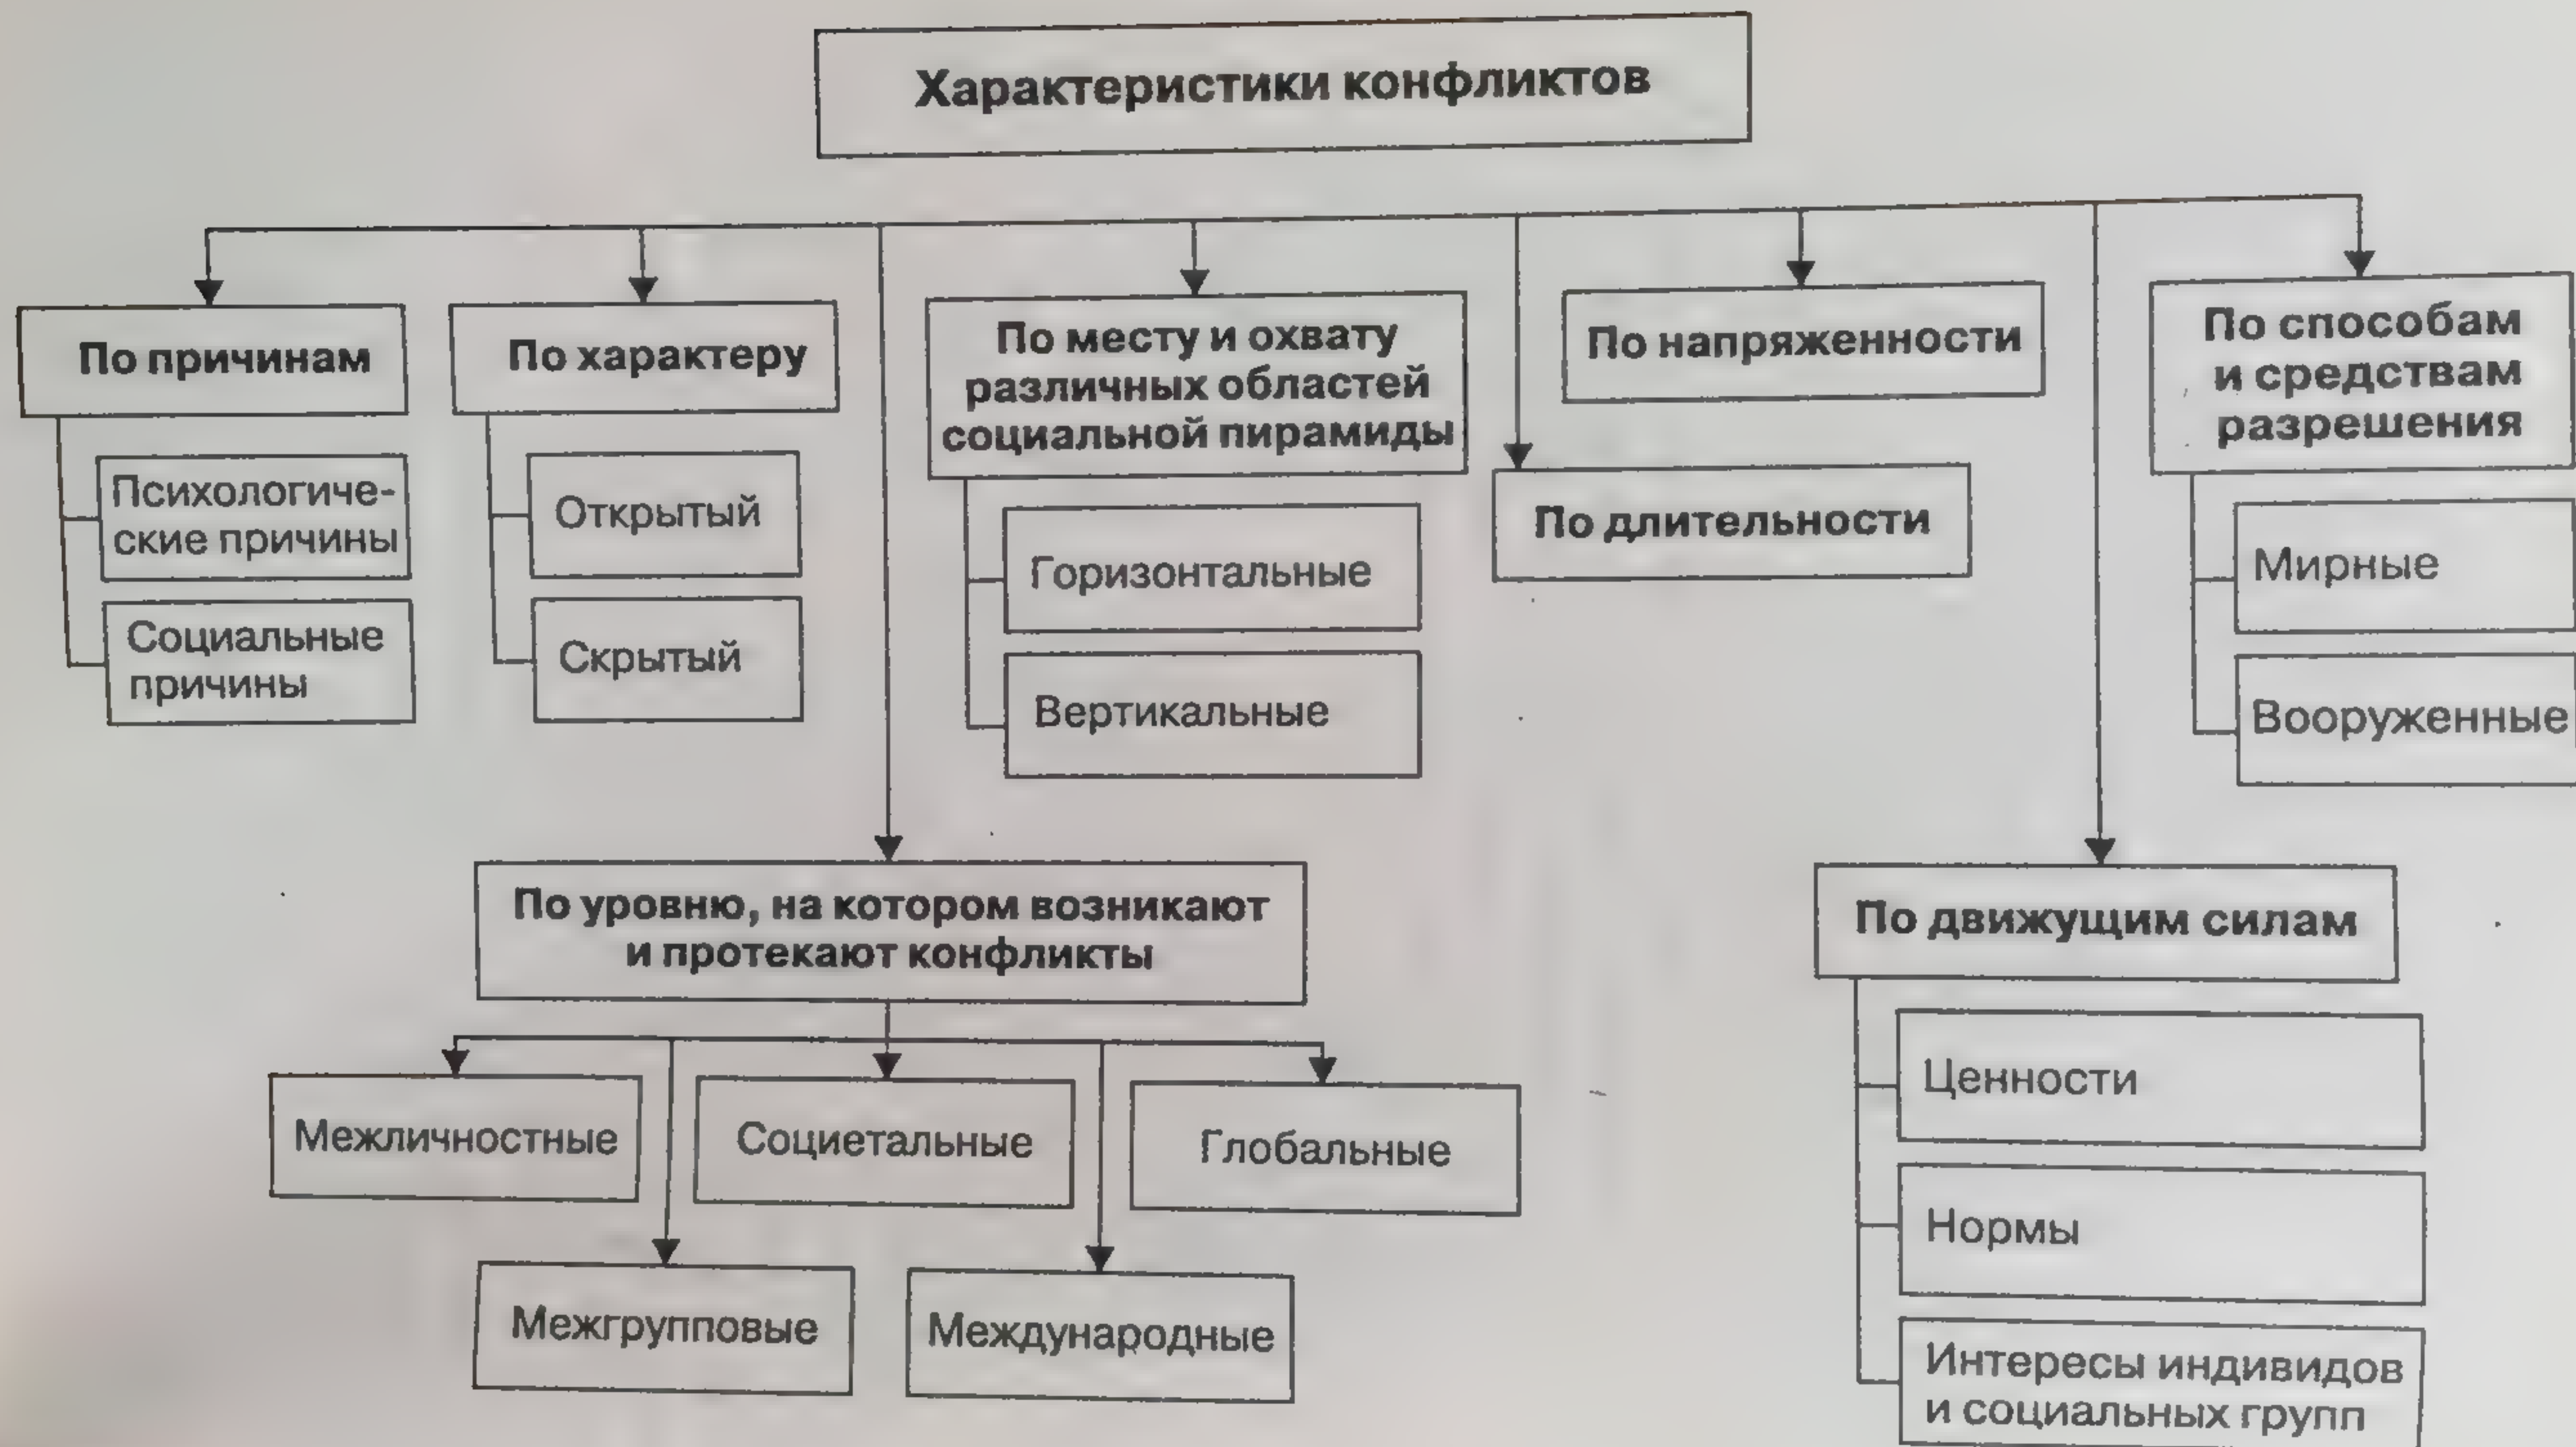 Характеристики конфликтов
По причинам
Психологиче-
ские причины
Социальные
причины
По характеру
Открытый
Скрытый
По месту и охвату
различных областей
социальной пирамиды
Горизонтальные
Вертикальные
По напряженности
По длительности
По способам
и средствам
разрешения
Мирные
Вооруженные
По уровню, на котором возникают
и протекают конфликты
Межличностные
Социетальные
Глобальные
Межгрупповые
Международные
По движущим силам
Ценности
Нормы
Интересы индивидов
и социальных групп